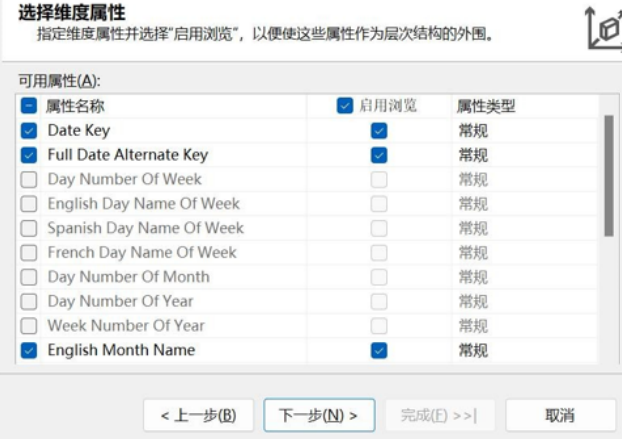 选择维度属性
指定维度属性并选择“启用浏览”，以便使这些属性作为层次结构的外围。
可用属性(A):
属性名称 启用浏览 属性类型
Date Key 常规
Full Date Alternate Key 常规
Day Number Of Week 常规
English Day Name Of Week 常规
Spanish Day Name Of Week 常规
French Day Name Of Week 常规
Day Number Of Month 常规
Day Number Of Year 常规
Week Number Of Year 常规
English Month Name 常规
< 上一步(B) 下一步(N) > 完成(F) >>| 取消